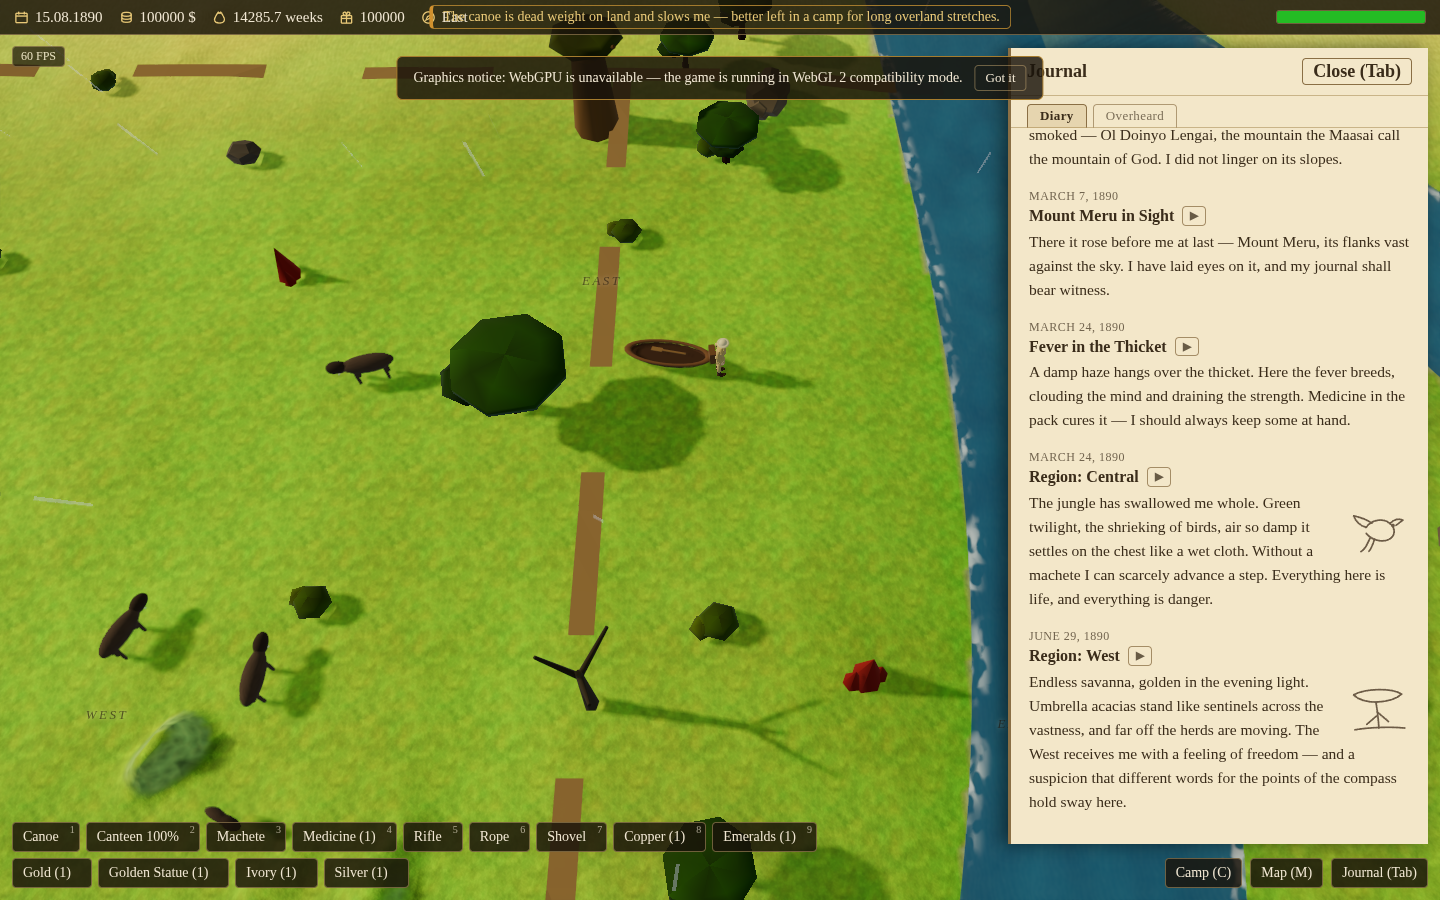 15.08.1890
100000 $
14285.7 weeks
100000
East
The canoe is dead weight on land and slows me — better left in a camp for long overland stretches.
60 FPS
Graphics notice: WebGPU is unavailable — the game is running in WebGL 2 compatibility mode.
Got it
Journal
Close (Tab)
Diary
Overheard
smoked — Ol Doinyo Lengai, the mountain the Maasai call
the mountain of God. I did not linger on its slopes.
MARCH 7, 1890
Mount Meru in Sight
There it rose before me at last — Mount Meru, its flanks vast
against the sky. I have laid eyes on it, and my journal shall
bear witness.
MARCH 24, 1890
Fever in the Thicket
A damp haze hangs over the thicket. Here the fever breeds,
clouding the mind and draining the strength. Medicine in the
pack cures it — I should always keep some at hand.
MARCH 24, 1890
Region: Central
The jungle has swallowed me whole. Green
twilight, the shrieking of birds, air so damp it
settles on the chest like a wet cloth. Without a
machete I can scarcely advance a step. Everything here is
life, and everything is danger.
JUNE 29, 1890
Region: West
Endless savanna, golden in the evening light.
Umbrella acacias stand like sentinels across the
vastness, and far off the herds are moving. The
West receives me with a feeling of freedom — and a
suspicion that different words for the points of the compass
hold sway here.
EAST
WEST
Canoe 1
Canteen 100% 2
Machete 3
Medicine (1) 4
Rifle 5
Rope 6
Shovel 7
Copper (1) 8
Emeralds (1) 9
Gold (1)
Golden Statue (1)
Ivory (1)
Silver (1)
Camp (C)
Map (M)
Journal (Tab)